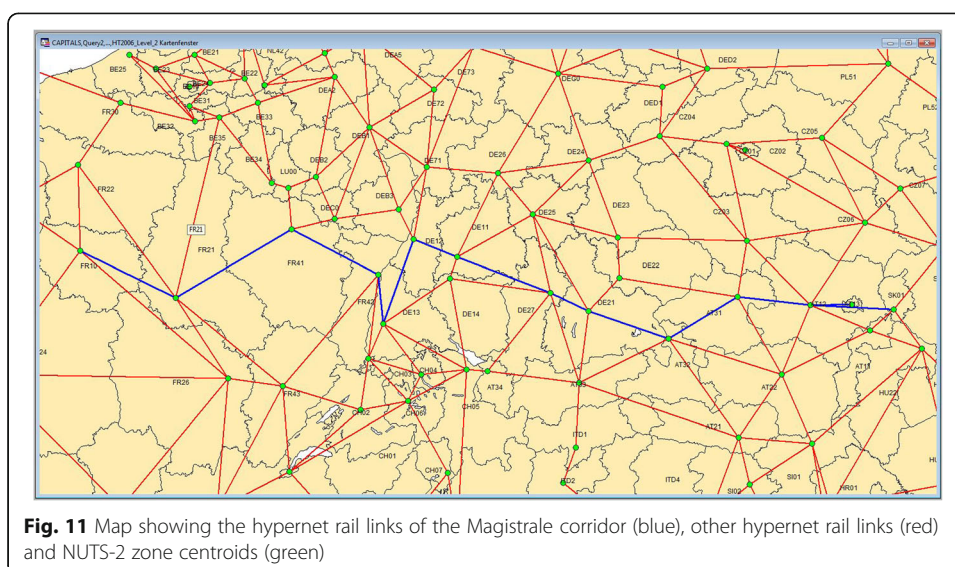 CAPITALS,Query2,...,HT2006_Level_2 Kartenfenster
BE25
BE23
BE21
BE22
NL42
DEA5
DE73
DEG0
DED2
PL51
DEA2
BE31
FR30
BE32
BE33
BE35
DE72
DED1
CZ04
PL52
CZ05
BE34
DEB2
LU00
DE71
DE26
DE24
CZ02
CZ07
FR22
DEC0
DEB3
FR21
DE25
DE23
CZ03
CZ06
FR10
FR21
FR41
DE12
DE11
DE22
FR42
DE13
DE14
DE27
DE21
AT31
AT12
AT13
SK01
24
FR26
FR43
CH03
CH04
CH02
CH06
CH05
AT34
AT33
AT32
AT22
AT11
HU22
AT21
CH01
CH07
ITD1
ITD2
ITD4
SI02
SI01
HR01
Fig. 11 Map showing the hypernet rail links of the Magistrale corridor (blue), other hypernet rail links (red)
and NUTS-2 zone centroids (green)